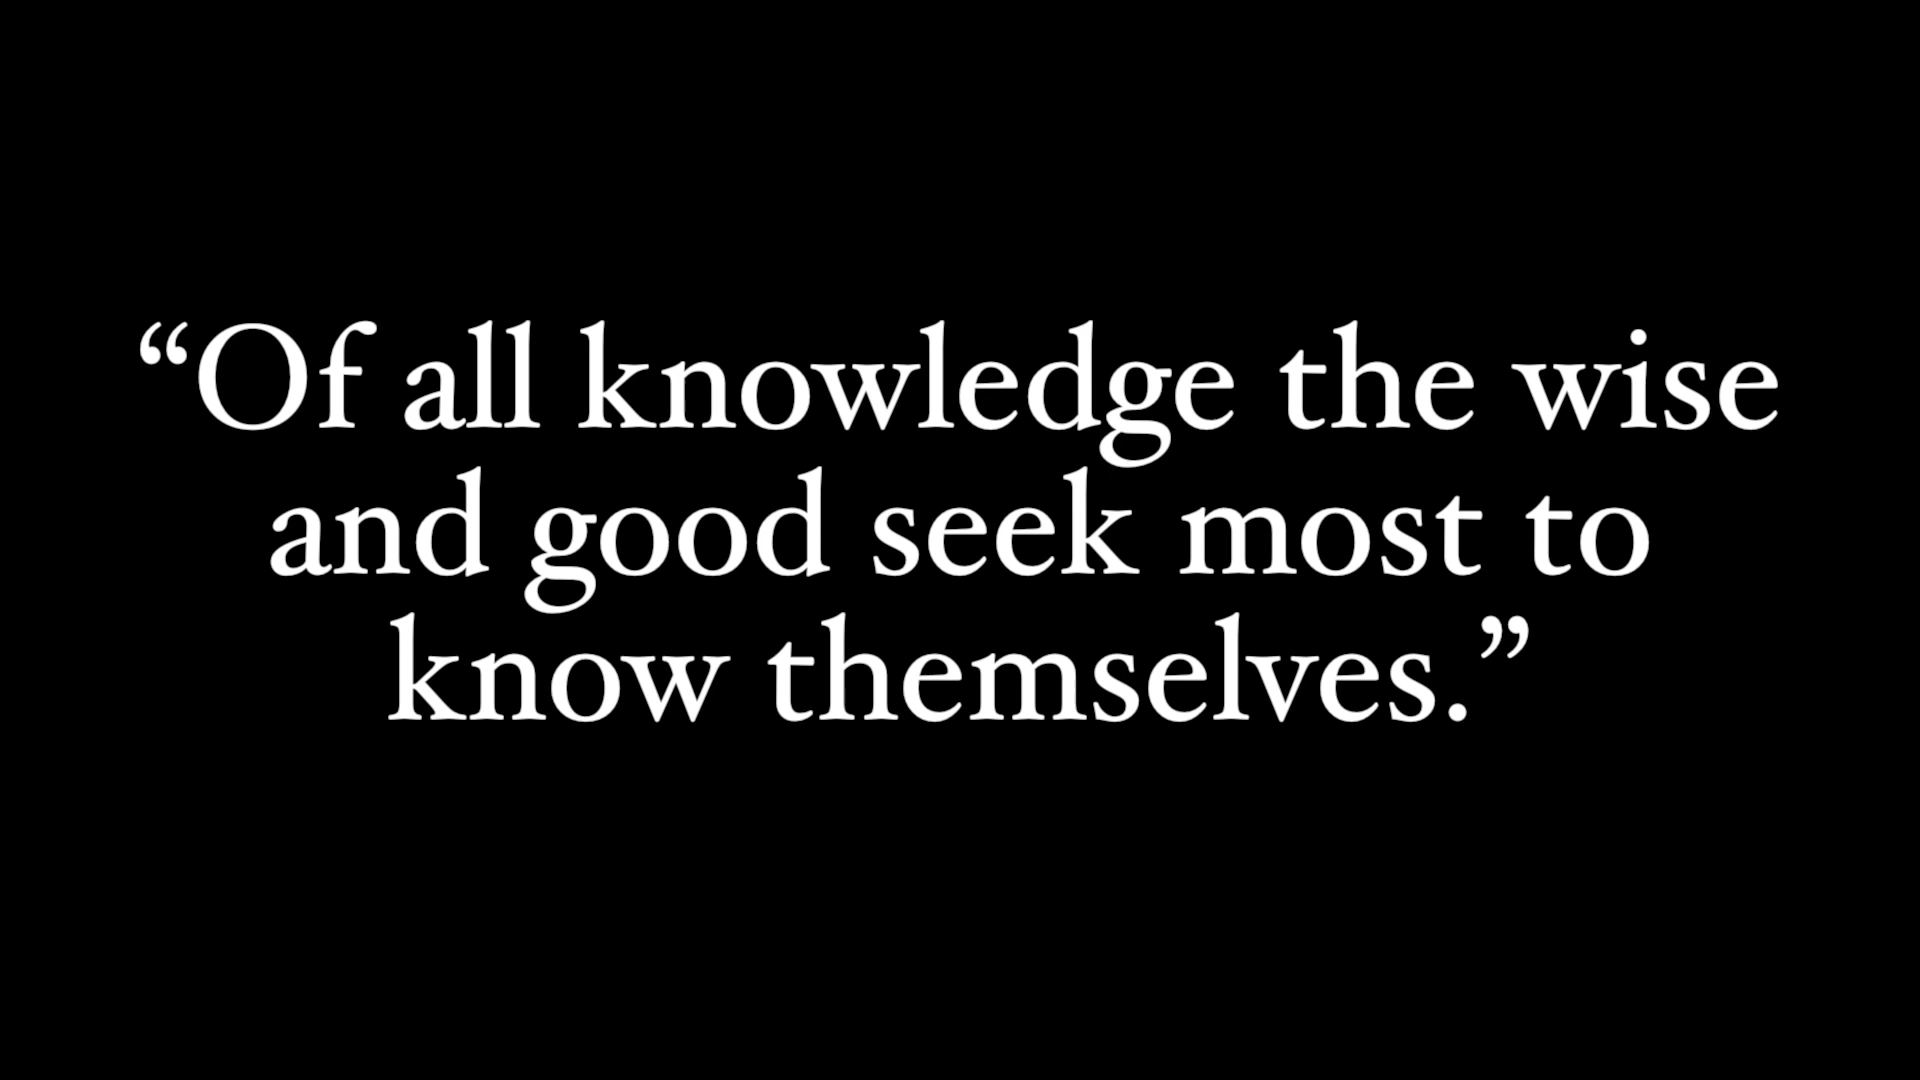 “Of all knowledge the wise
and good seek most to
know themselves.”